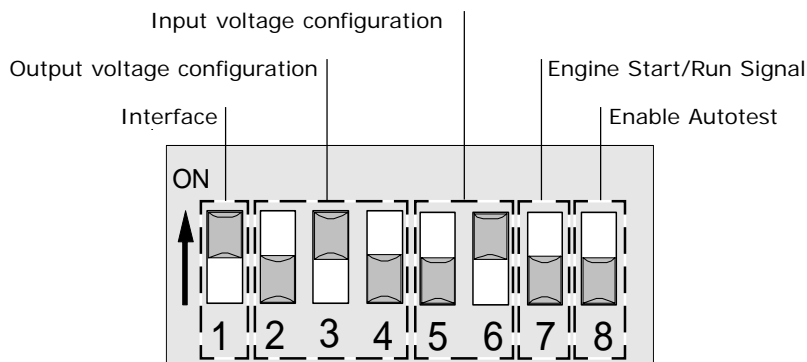 Input voltage configuration
Output voltage configuration
Engine Start/Run Signal
Interface
Enable Autotest
ON
1 2 3 4 5 6 7 8